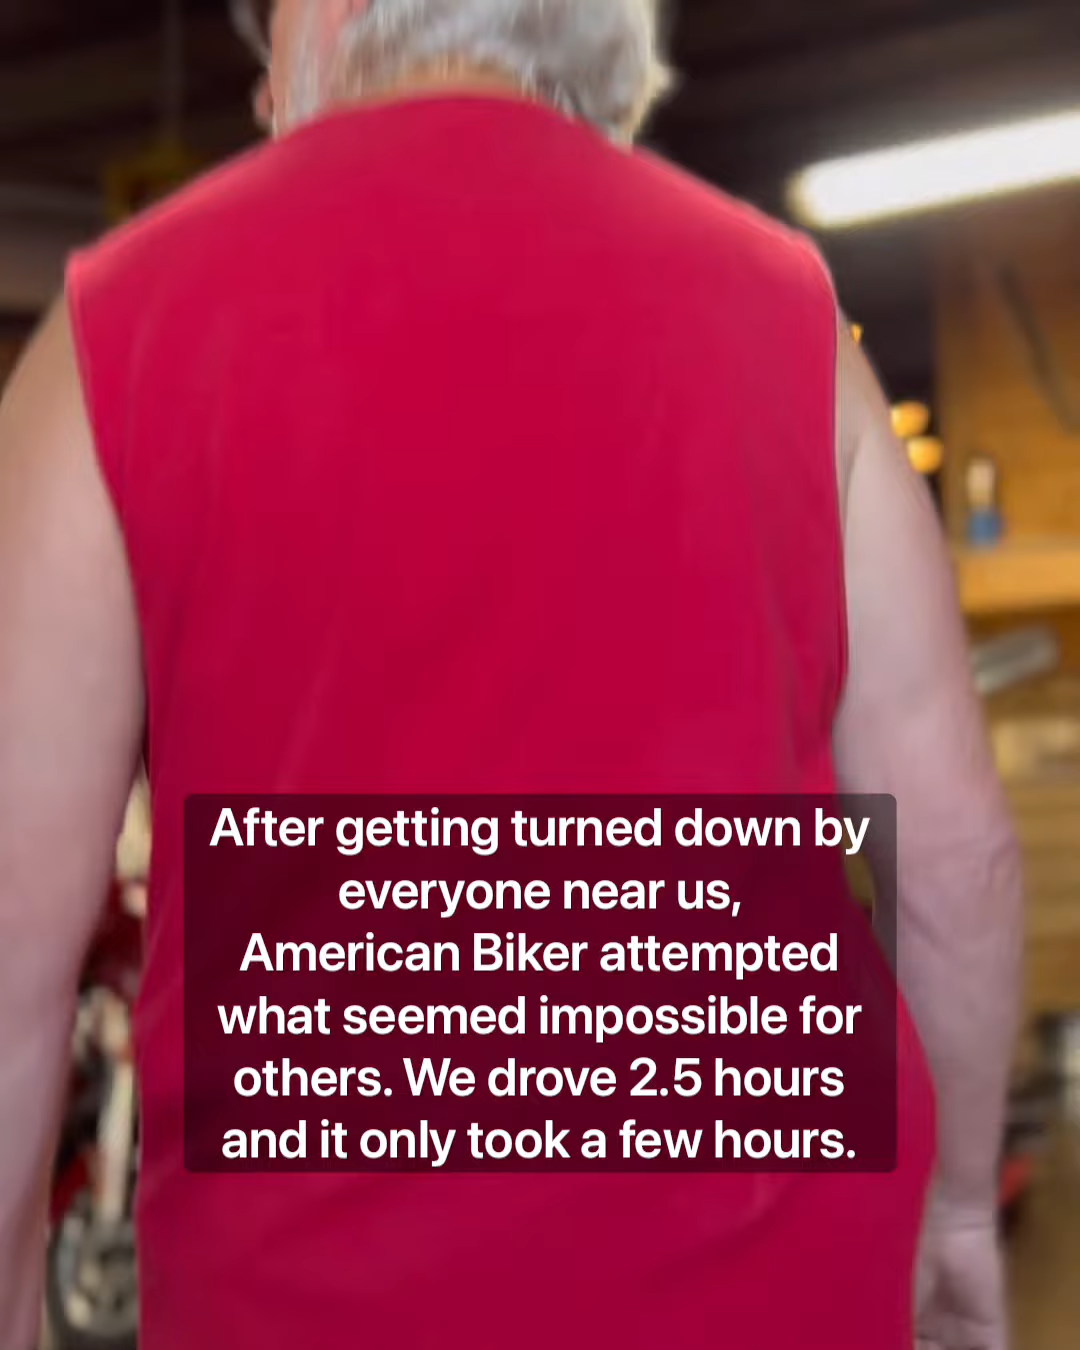 After getting turned down by
everyone near us,
American Biker attempted
what seemed impossible for
others. We drove 2.5 hours
and it only took a few hours.